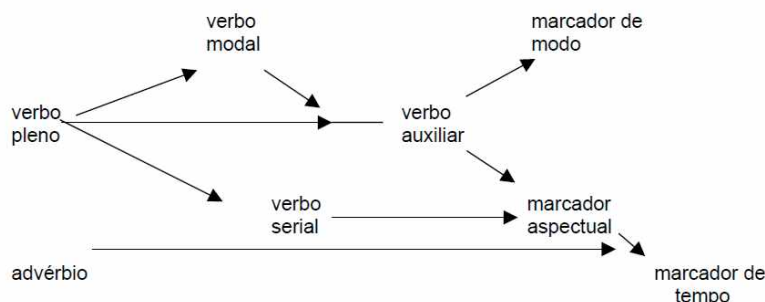 verbo
modal
marcador de
modo
verbo
pleno
verbo
auxiliar
verbo
serial
marcador
aspectual
advérbio
marcador de
tempo